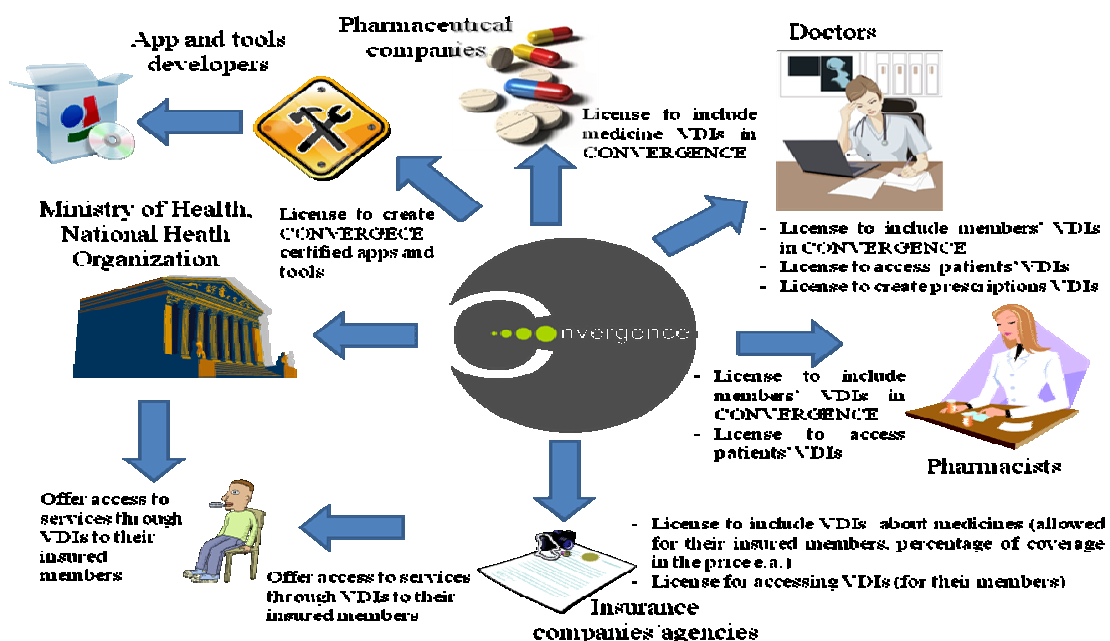 App and tools
developers
Pharmaceutical
companies
Doctors
License to include
medicine VDIs in
CONVERGENCE
Ministry of Health,
National Heath
Organization
License to create
CONVERGECE
certified apps and
tools
- License to include members' VDIs
in CONVERGENCE
- License to access patients' VDIs
- License to create prescriptions VDIs
nvergence
- License to include
members' VDIs in
CONVERGENCE
- License to access
patients' VDIs
Pharmacists
Offer access to
services through
VDIs to their
insured
members
Offer access to services
through VDIs to their
insured members
- License to include VDIs about medicines (allowed
for their insured members, percentage of coverage
in the price e.a.)
- License for accessing VDIs (for their members)
Insurance
companies/agencies